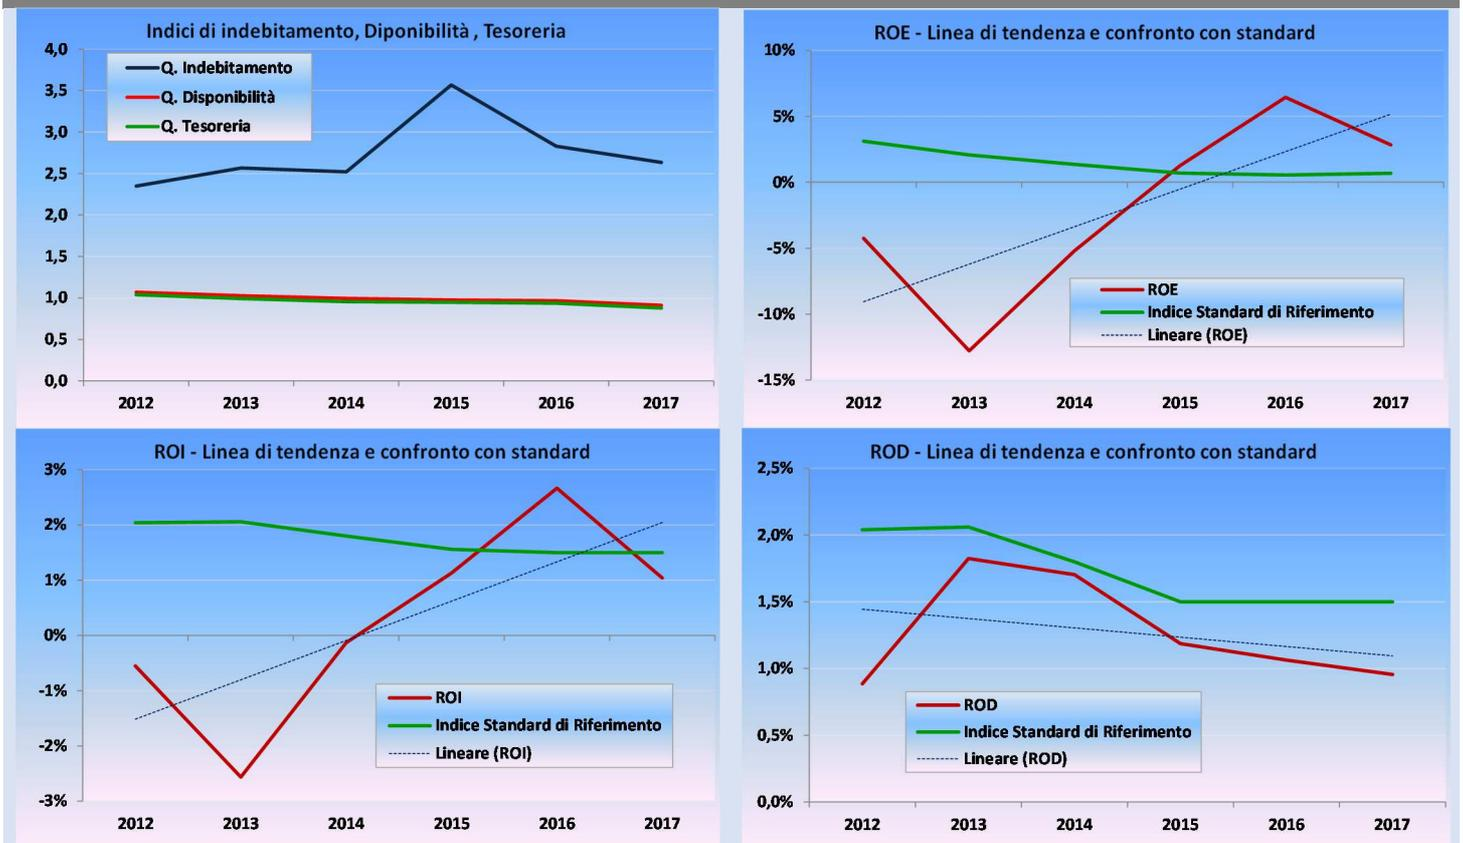 Indici di indebitamento, Diponibilità , Tesoreria
4,0
3,5
3,0
2,5
2,0
1,5
1,0
0,5
0,0
Q. Indebitamento
Q. Disponibilità
Q. Tesoreria
2012 2013 2014 2015 2016 2017
ROE - Linea di tendenza e confronto con standard
10%
5%
0%
-5%
-10%
-15%
ROE
Indice Standard di Riferimento
Lineare (ROE)
2012 2013 2014 2015 2016 2017
ROI - Linea di tendenza e confronto con standard
3%
2%
1%
0%
-1%
-2%
-3%
ROI
Indice Standard di Riferimento
Lineare (ROI)
2012 2013 2014 2015 2016 2017
ROD - Linea di tendenza e confronto con standard
2,5%
2,0%
1,5%
1,0%
0,5%
0,0%
ROD
Indice Standard di Riferimento
Lineare (ROD)
2012 2013 2014 2015 2016 2017